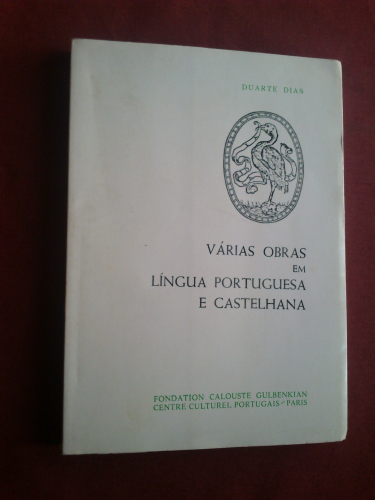 DUARTE DIAS
VÁRIAS OBRAS
EM
LÍNGUA PORTUGUESA
E CASTELHANA
FONDATION CALOUSTE GULBENKIAN
CENTRE CULTUREL PORTUGAIS - PARIS